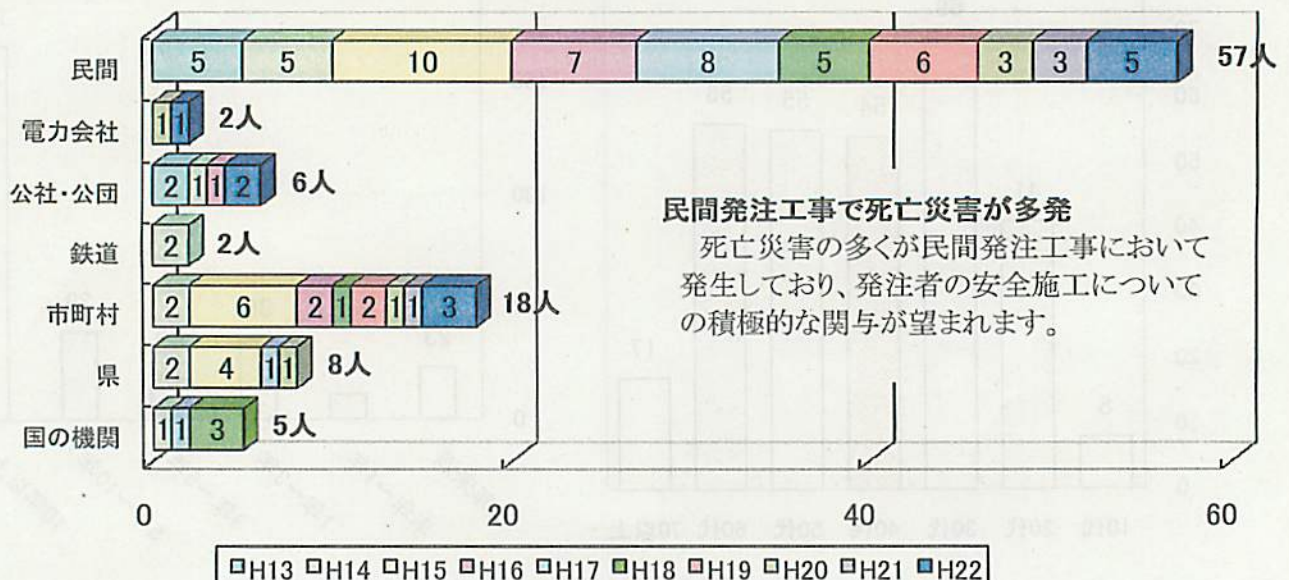 民間 5 5 10 7 8 5 6 3 3 5 57人
電力会社 1 1 2人
公社・公団 2 1 1 2 6人
鉄道 2 2人
市町村 2 6 2 1 2 1 1 3 18人
県 2 4 1 1 8人
国の機関 1 1 3 5人
民間発注工事で死亡災害が多発
死亡災害の多くが民間発注工事において
発生しており、発注者の安全施工について
の積極的な関与が望まれます。
0 20 40 60
H13 H14 H15 H16 H17 H18 H19 H20 H21 H22